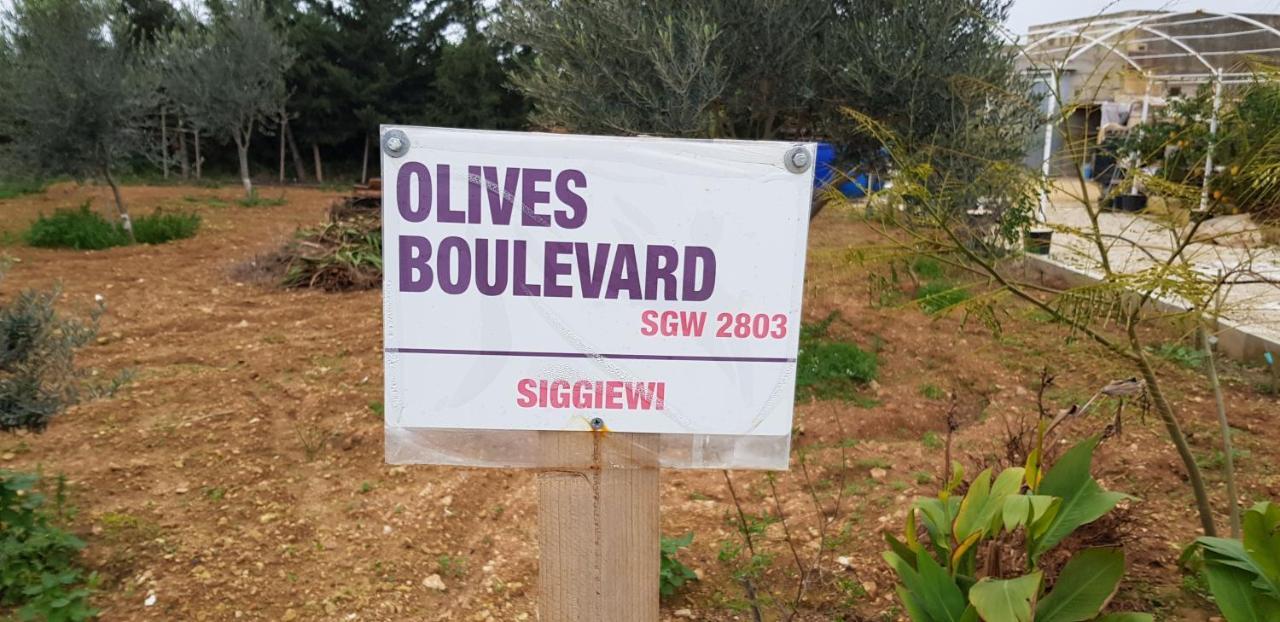 OLIVES
BOULEVARD
SGW 2803
SIGGIEWI